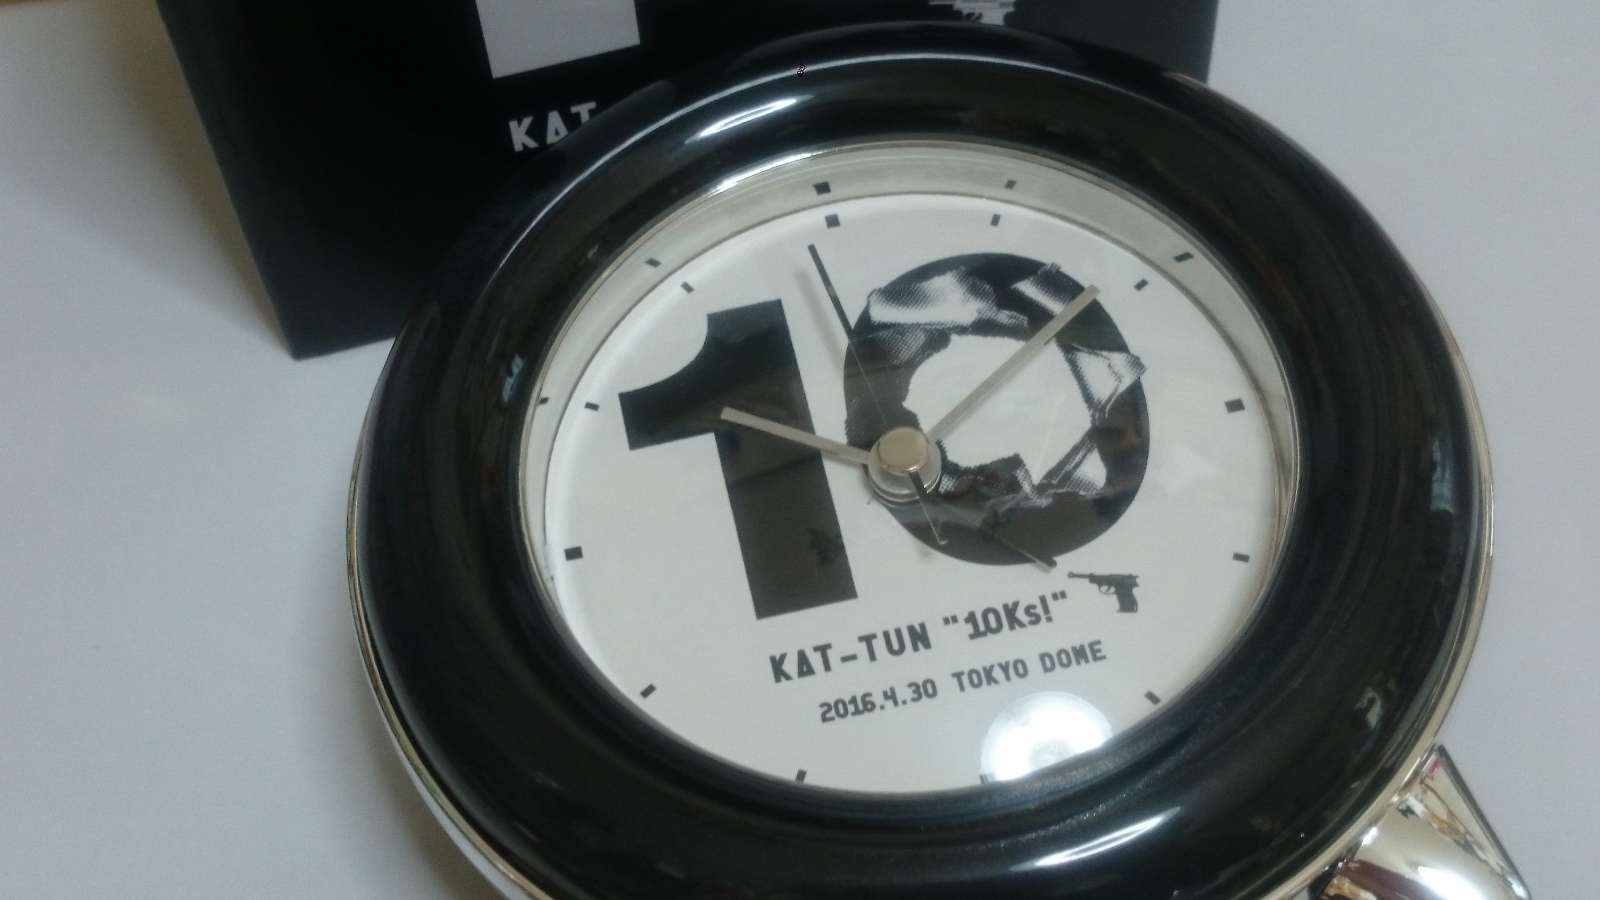 KAT
10
KAT-TUN "10Ks!"
2016.4.30 TOKYO DOME